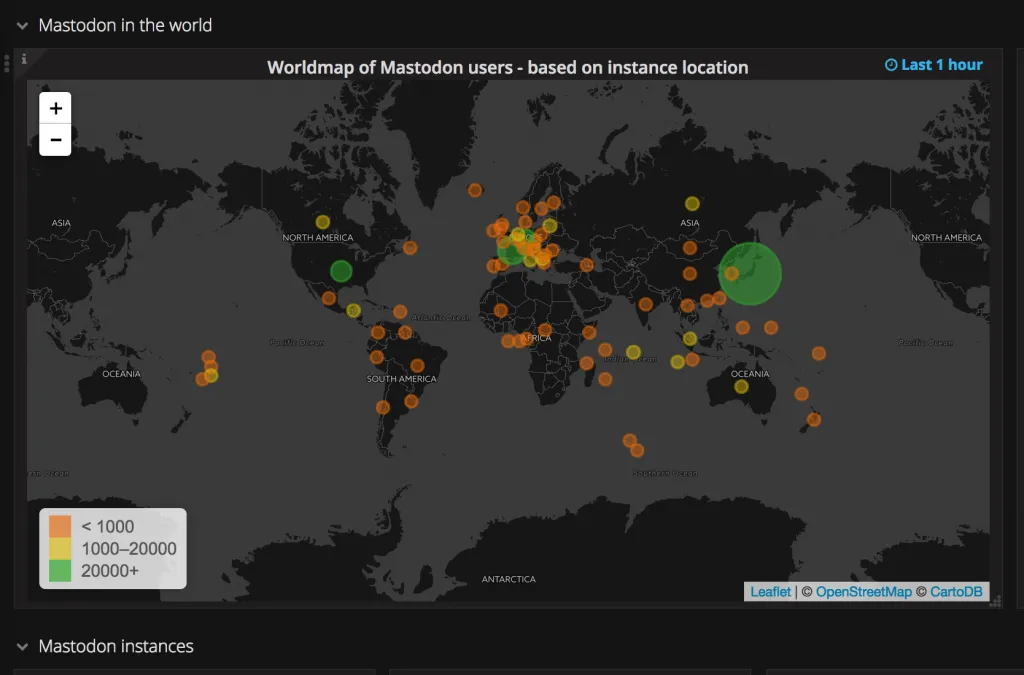 Mastodon in the world
i
Worldmap of Mastodon users - based on instance location
Last 1 hour
+
−
ASIA
NORTH AMERICA
ASIA
NORTH AMERICA
Atlantic Ocean
Pacific Ocean
Indian Ocean
Pacific Ocean
OCEANIA
SOUTH AMERICA
OCEANIA
Southern Ocean
< 1000
1000–20000
20000+
ANTARCTICA
Leaflet | © OpenStreetMap © CartoDB
Mastodon instances